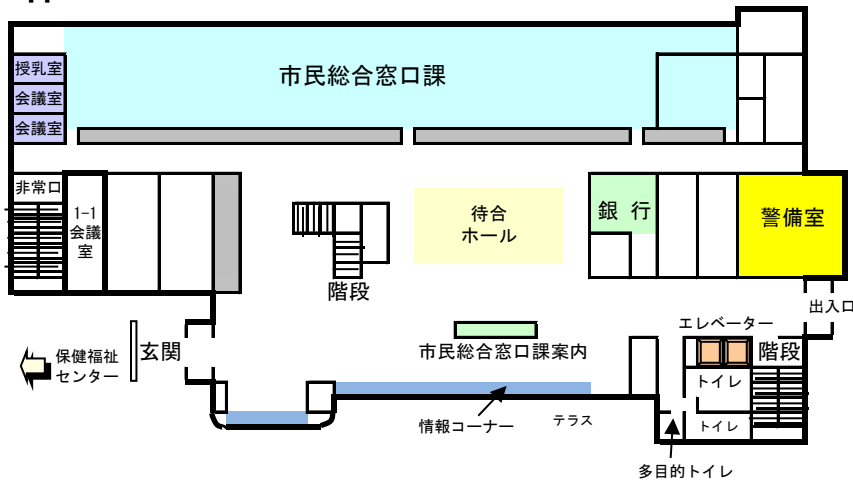 市民総合窓口課
授乳室
会議室
会議室
非常口
1-1
会議
室
待合
ホール
銀 行
警備室
階段
出入口
エレベーター
市民総合窓口課案内
階段
保健福祉
センター
玄関
トイレ
情報コーナー
テラス
トイレ
多目的トイレ